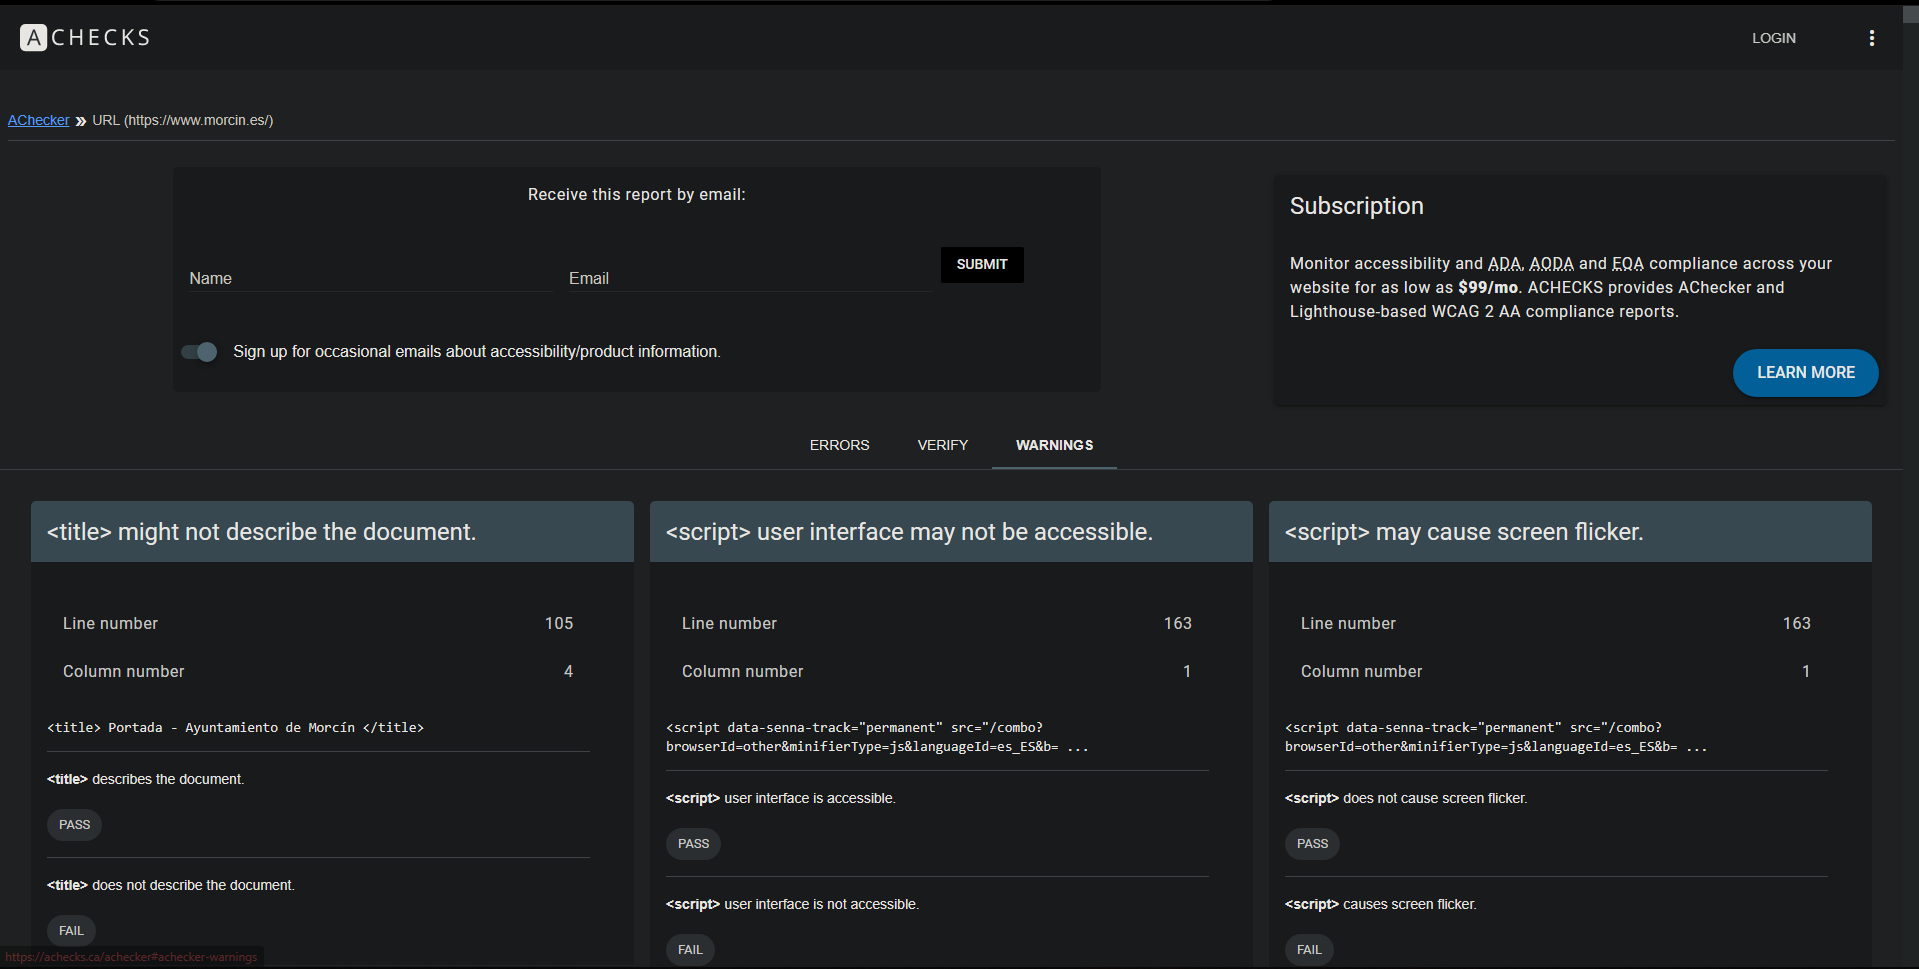 ACHECKS
LOGIN
AChecker » URL (https://www.morcin.es/)
Receive this report by email:
Name
Email
SUBMIT
Sign up for occasional emails about accessibility/product information.
Subscription
Monitor accessibility and ADA, AODA and EQA compliance across your
website for as low as $99/mo. ACHECKS provides AChecker and
Lighthouse-based WCAG 2 AA compliance reports.
LEARN MORE
ERRORS
VERIFY
WARNINGS
<title> might not describe the document.
Line number 105
Column number 4
<title> Portada - Ayuntamiento de Morcín </title>
<title> describes the document.
PASS
<title> does not describe the document.
FAIL
<script> user interface may not be accessible.
Line number 163
Column number 1
<script data-senna-track="permanent" src="/combo?
browserId=other&minifierType=js&languageId=es_ES&b= ...
<script> user interface is accessible.
PASS
<script> user interface is not accessible.
FAIL
<script> may cause screen flicker.
Line number 163
Column number 1
<script data-senna-track="permanent" src="/combo?
browserId=other&minifierType=js&languageId=es_ES&b= ...
<script> does not cause screen flicker.
PASS
<script> causes screen flicker.
FAIL
https://achecks.ca/achecker#achecker-warnings